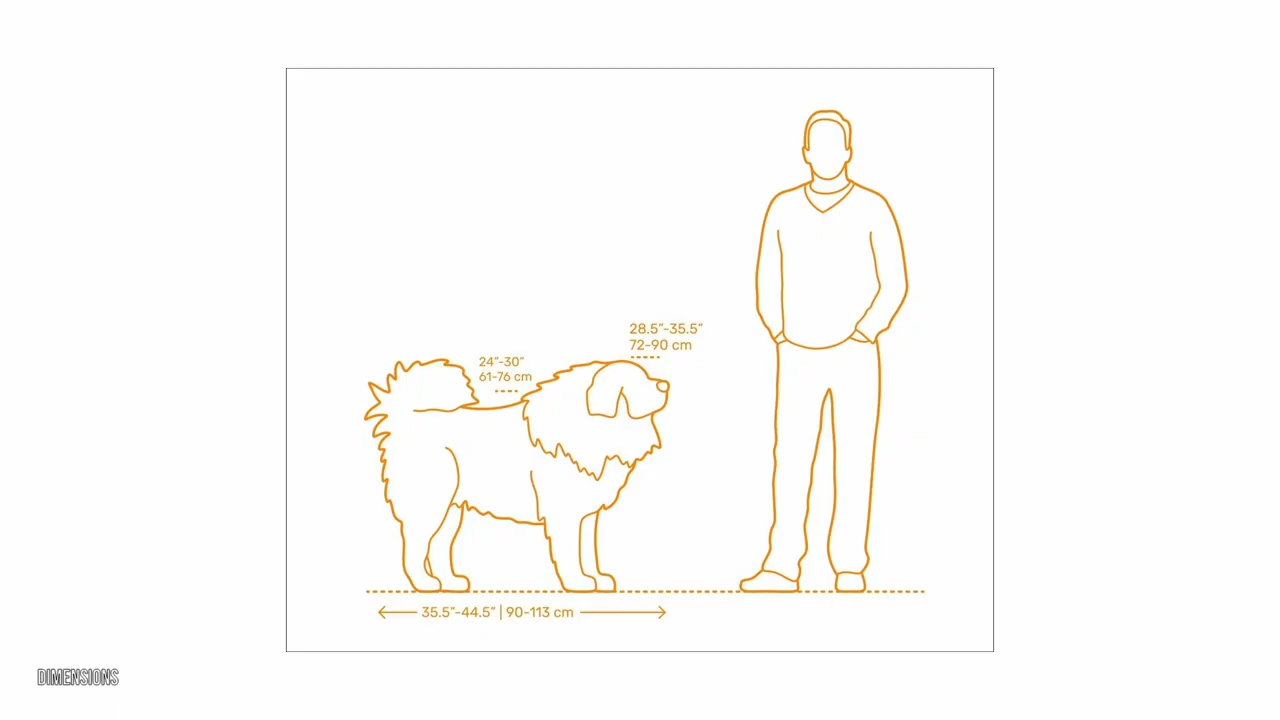 28.5"-35.5"
72-90 cm
24"-30"
61-76 cm
35.5"-44.5" | 90-113 cm
DIMENSIONS